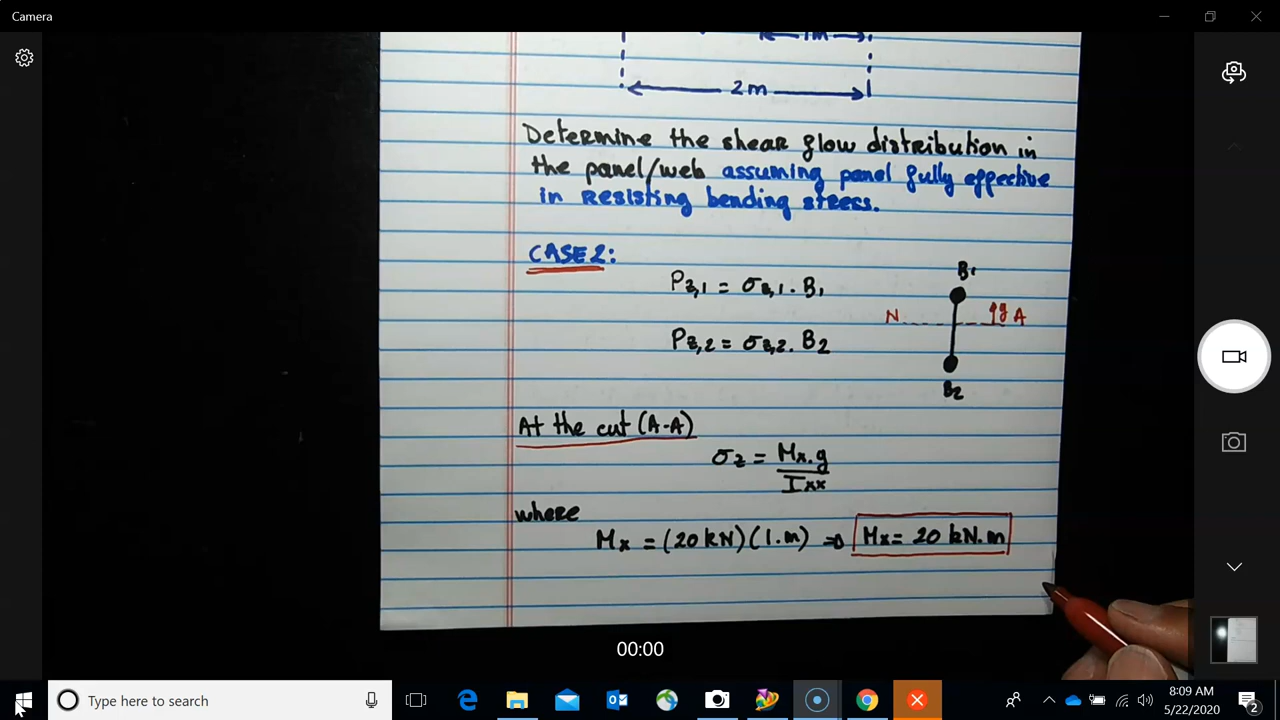 Camera
1m
2m
Determine the shear flow distribution in
the panel/web assuming panel fully effective
in resisting bending stress.
CASE 2:
Pz,1 = σz,1 . B1
Pz,2 = σz,2 . B2
B1
N
y
A
B2
At the cut (A-A)
σz = Mx.y
Ixx
where
Mx = (20 kN)(1.m) ⇒ Mx = 20 kN.m
00:00
Type here to search
8:09 AM
5/22/2020
2